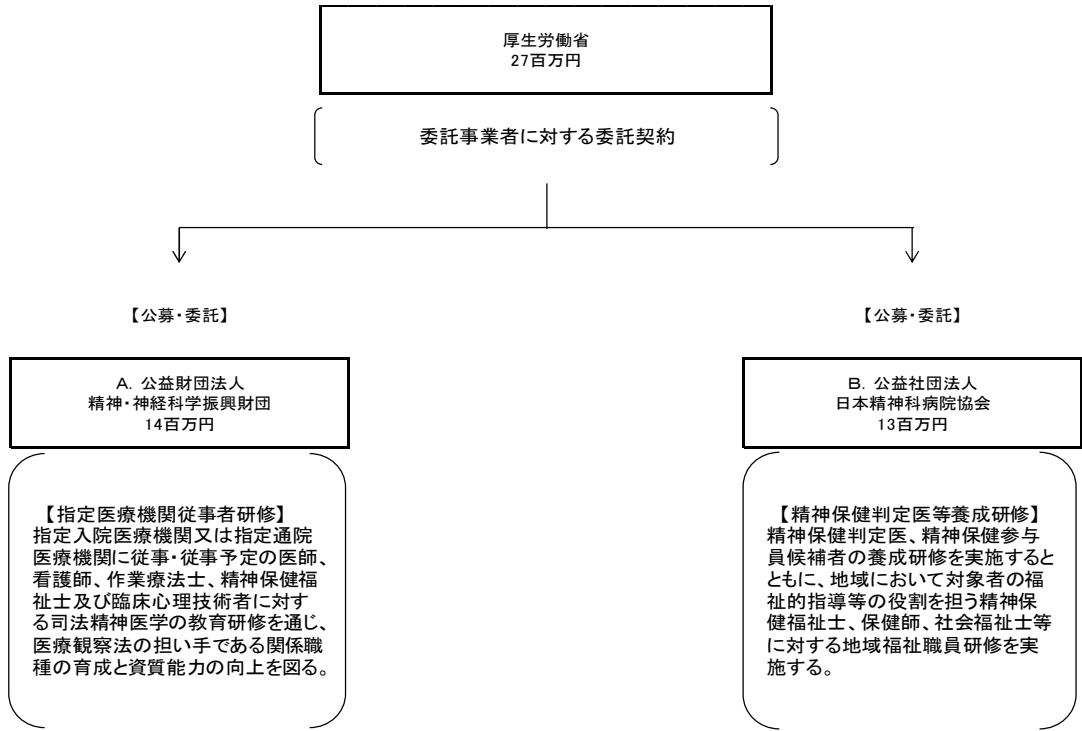 厚生労働省
27百万円
委託事業者に対する委託契約
【公募・委託】
A．公益財団法人
精神・神経科学振興財団
14百万円
【指定医療機関従事者研修】
指定入院医療機関又は指定通院
医療機関に従事・従事予定の医師、
看護師、作業療法士、精神保健福
祉士及び臨床心理技術者に対す
る司法精神医学の教育研修を通じ、
医療観察法の担い手である関係職
種の育成と資質能力の向上を図る。
【公募・委託】
B．公益社団法人
日本精神科病院協会
13百万円
【精神保健判定医等養成研修】
精神保健判定医、精神保健参与
員候補者の養成研修を実施すると
ともに、地域において対象者の福
祉的指導等の役割を担う精神保
健福祉士、保健師、社会福祉士等
に対する地域福祉職員研修を実
施する。